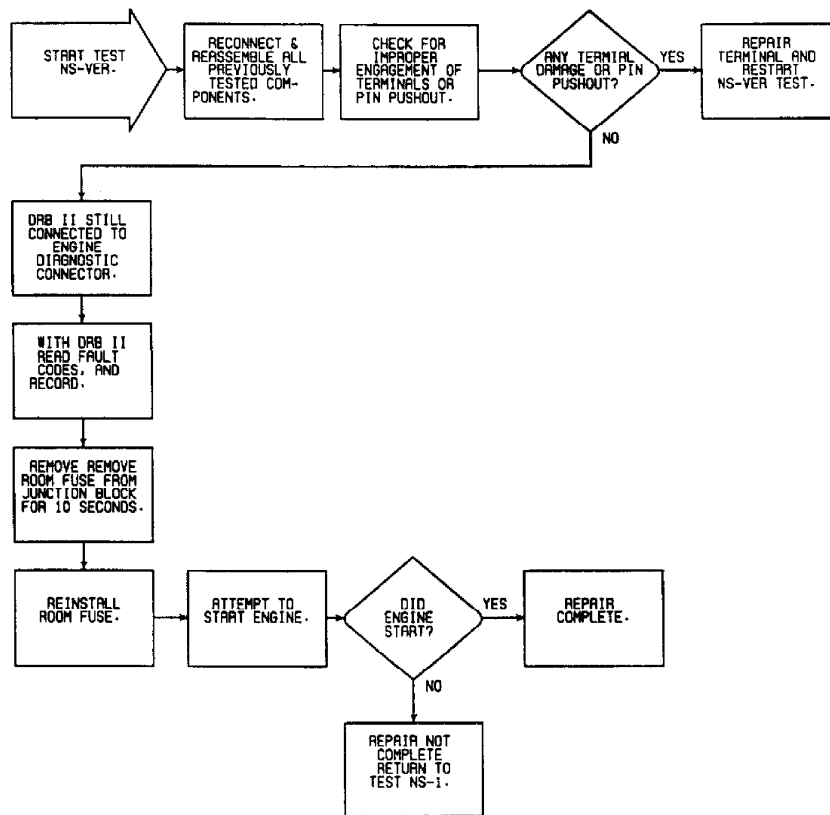 START TEST
NS-VER.
RECONNECT &
REASSEMBLE ALL
PREVIOUSLY
TESTED COM-
PONENTS.
CHECK FOR
IMPROPER
ENGAGEMENT OF
TERMINALS OR
PIN PUSHOUT.
ANY TERMIAL
DAMAGE OR PIN
PUSHOUT?
YES
REPAIR
TERMINAL AND
RESTART
NS-VER TEST.
NO
DRB II STILL
CONNECTED TO
ENGINE
DIAGNOSTIC
CONNECTOR.
WITH DRB II
READ FAULT
CODES, AND
RECORD.
REMOVE REMOVE
ROOM FUSE FROM
JUNCTION BLOCK
FOR 10 SECONDS.
REINSTALL
ROOM FUSE.
ATTEMPT TO
START ENGINE.
DID
ENGINE
START?
YES
REPAIR
COMPLETE.
NO
REPAIR NOT
COMPLETE
RETURN TO
TEST NS-1.